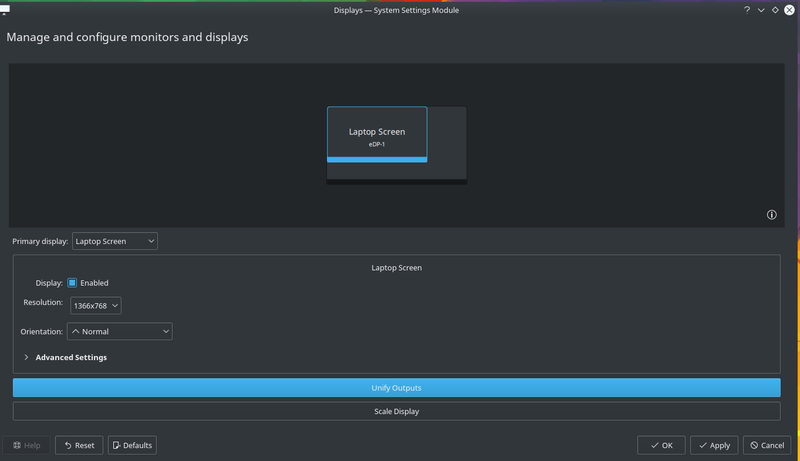 Displays — System Settings Module
Manage and configure monitors and displays
Laptop Screen
eDP-1
Primary display: Laptop Screen
Laptop Screen
Display: Enabled
Resolution: 1366x768
Orientation: Normal
Advanced Settings
Unify Outputs
Scale Display
Help Reset Defaults OK Apply Cancel